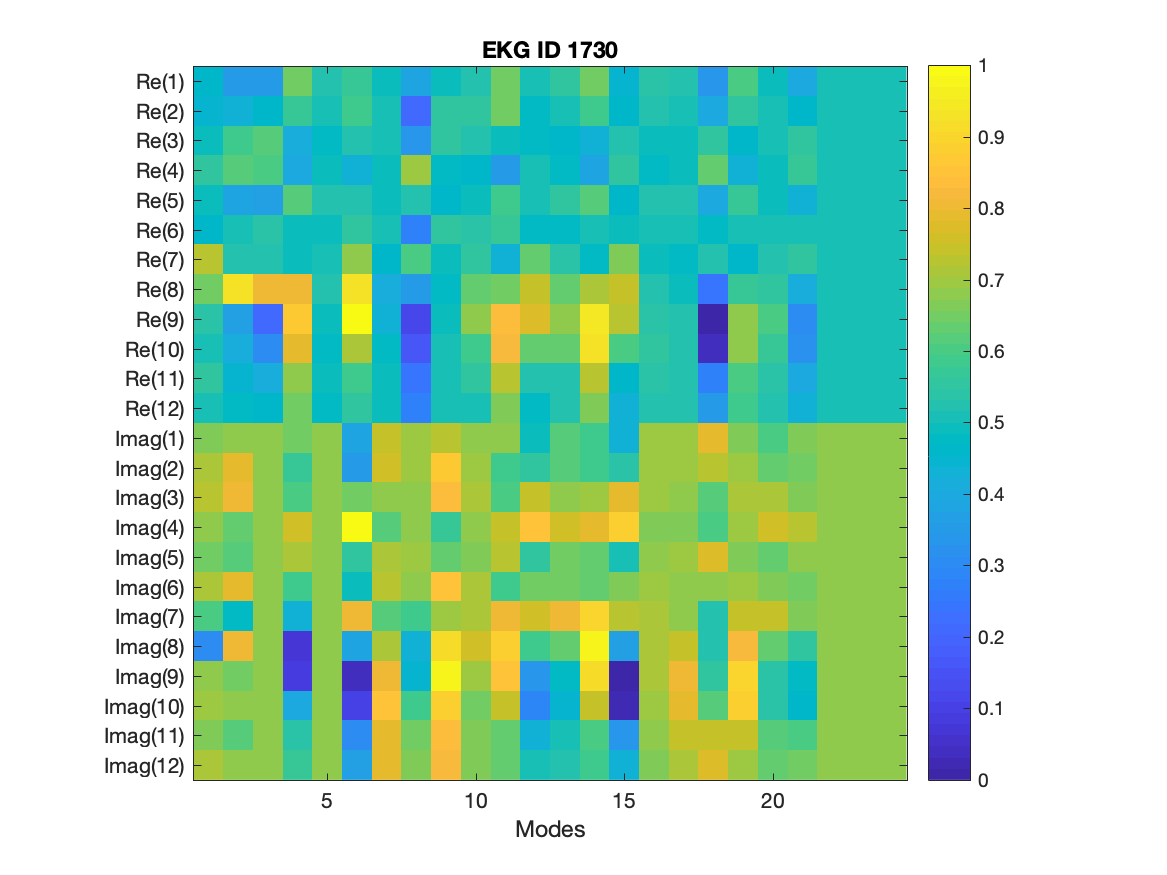 EKG ID 1730
Re(1)
Re(2)
Re(3)
Re(4)
Re(5)
Re(6)
Re(7)
Re(8)
Re(9)
Re(10)
Re(11)
Re(12)
Imag(1)
Imag(2)
Imag(3)
Imag(4)
Imag(5)
Imag(6)
Imag(7)
Imag(8)
Imag(9)
Imag(10)
Imag(11)
Imag(12)
5 10 15 20
Modes
1
0.9
0.8
0.7
0.6
0.5
0.4
0.3
0.2
0.1
0